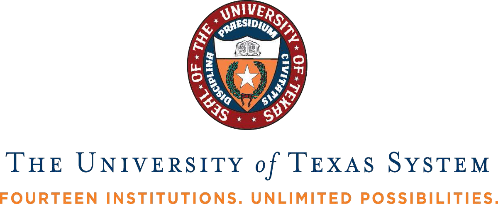 SEAL OF THE UNIVERSITY OF TEXAS
DISCIPLINA PRAESIDIUM CIVITATIS
THE UNIVERSITY of TEXAS SYSTEM
FOURTEEN INSTITUTIONS. UNLIMITED POSSIBILITIES.